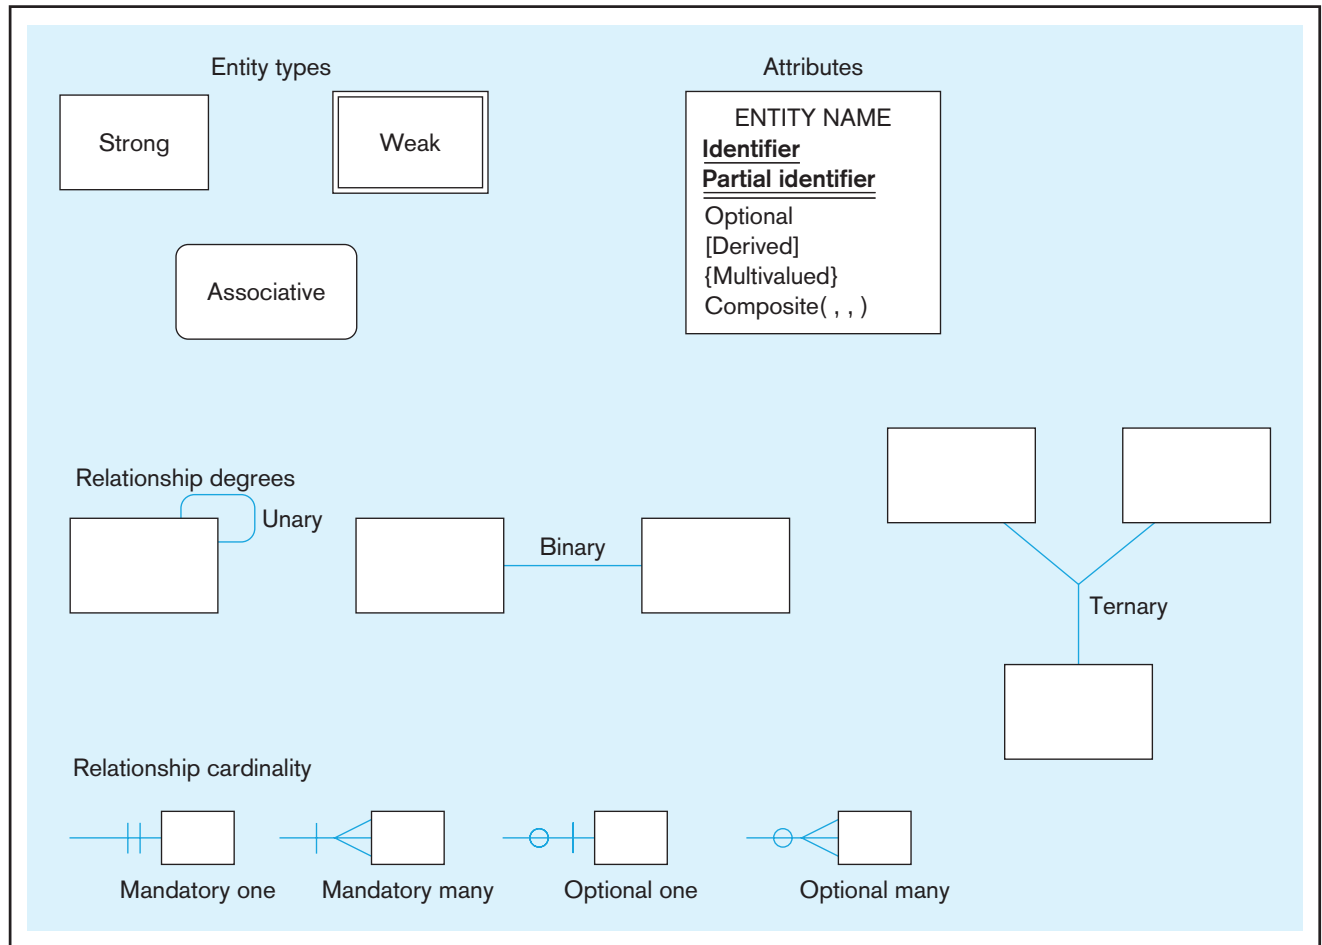 Entity types
Strong
Weak
Associative
Attributes
ENTITY NAME
Identifier
Partial identifier
Optional
[Derived]
{Multivalued}
Composite( , , )
Relationship degrees
Unary
Binary
Ternary
Relationship cardinality
Mandatory one
Mandatory many
Optional one
Optional many